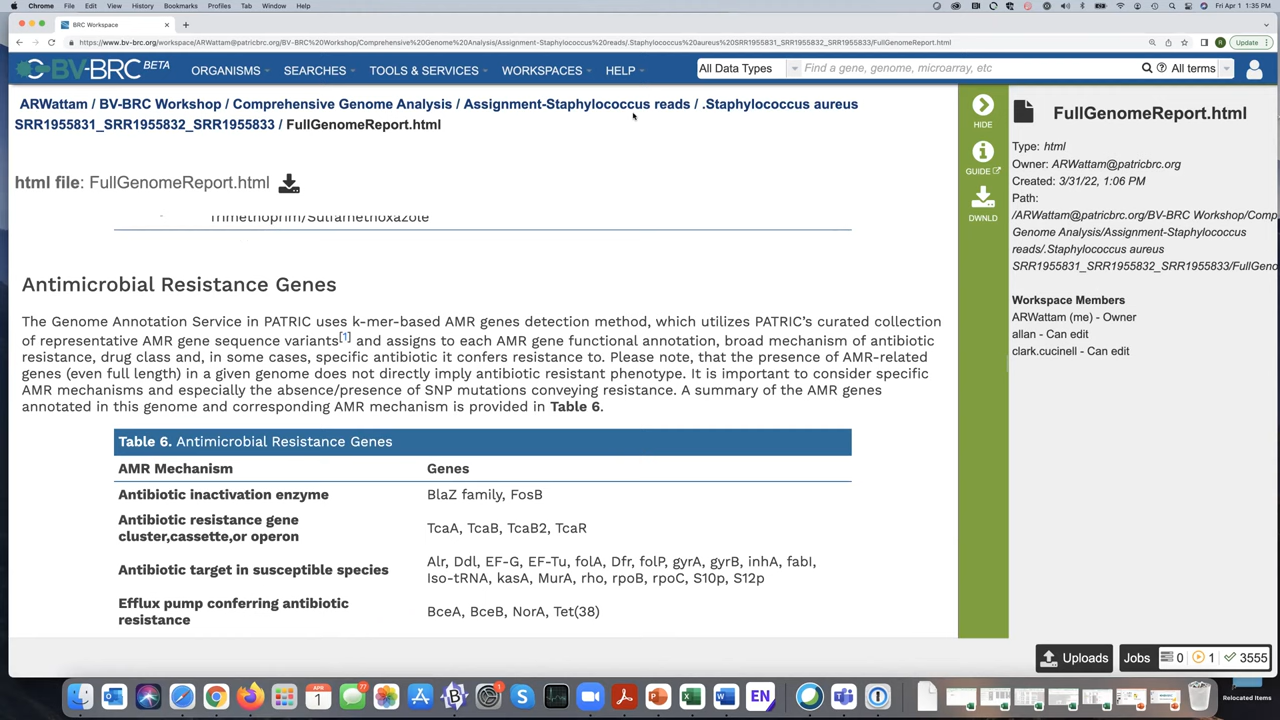 Chrome File Edit View History Bookmarks Profiles Tab Window Help Fri Apr 1 1:35 PM
BRC Workspace
https://www.bv-brc.org/workspace/ARWattam@patricbrc.org/BV-BRC%20Workshop/Comprehensive%20Genome%20Analysis/Assignment-Staphylococcus%20reads/.Staphylococcus%20aureus%20SRR1955831_SRR1955832_SRR1955833/FullGenomeReport.html Update
BV-BRC BETA ORGANISMS SEARCHES TOOLS & SERVICES WORKSPACES HELP All Data Types Find a gene, genome, microarray, etc All terms
ARWattam / BV-BRC Workshop / Comprehensive Genome Analysis / Assignment-Staphylococcus reads / .Staphylococcus aureus
SRR1955831_SRR1955832_SRR1955833 / FullGenomeReport.html
html file: FullGenomeReport.html
Trimethoprim/Sulfamethoxazole
Antimicrobial Resistance Genes
The Genome Annotation Service in PATRIC uses k-mer-based AMR genes detection method, which utilizes PATRIC's curated collection
of representative AMR gene sequence variants[1] and assigns to each AMR gene functional annotation, broad mechanism of antibiotic
resistance, drug class and, in some cases, specific antibiotic it confers resistance to. Please note, that the presence of AMR-related
genes (even full length) in a given genome does not directly imply antibiotic resistant phenotype. It is important to consider specific
AMR mechanisms and especially the absence/presence of SNP mutations conveying resistance. A summary of the AMR genes
annotated in this genome and corresponding AMR mechanism is provided in Table 6.
Table 6. Antimicrobial Resistance Genes
AMR Mechanism Genes
Antibiotic inactivation enzyme BlaZ family, FosB
Antibiotic resistance gene
cluster,cassette,or operon TcaA, TcaB, TcaB2, TcaR
Antibiotic target in susceptible species Alr, Ddl, EF-G, EF-Tu, folA, Dfr, folP, gyrA, gyrB, inhA, fabI,
Iso-tRNA, kasA, MurA, rho, rpoB, rpoC, S10p, S12p
Efflux pump conferring antibiotic
resistance BceA, BceB, NorA, Tet(38)
HIDE
GUIDE
DWNLD
FullGenomeReport.html
Type: html
Owner: ARWattam@patricbrc.org
Created: 3/31/22, 1:06 PM
Path:
/ARWattam@patricbrc.org/BV-BRC Workshop/Comp
Genome Analysis/Assignment-Staphylococcus
reads/.Staphylococcus aureus
SRR1955831_SRR1955832_SRR1955833/FullGeno
Workspace Members
ARWattam (me) - Owner
allan - Can edit
clark.cucinell - Can edit
Uploads Jobs 0 1 3555
APR
1
EN
Relocated Items